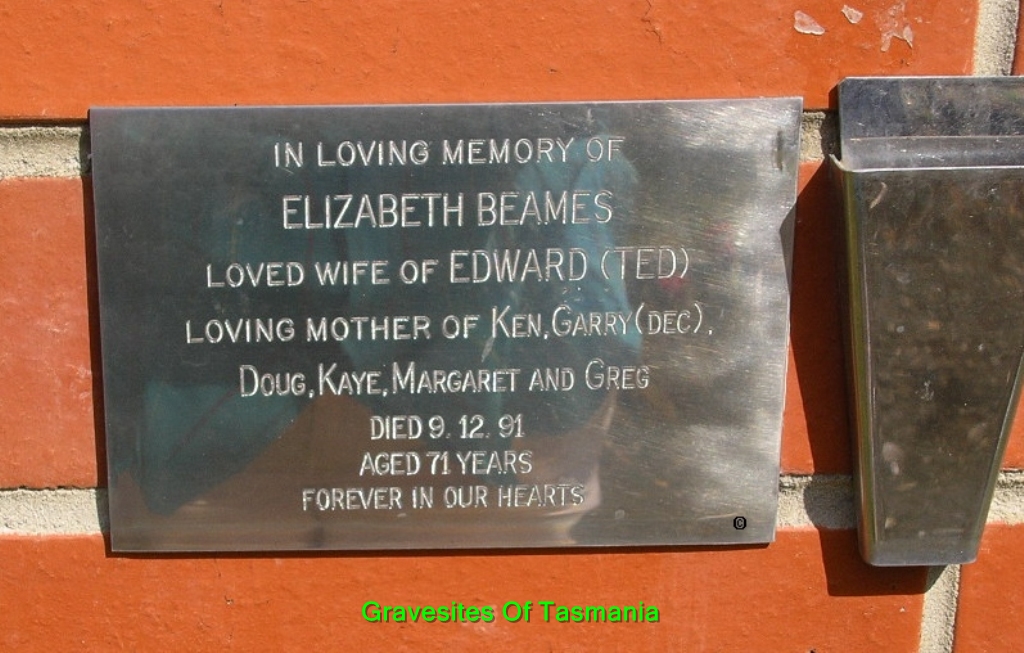 IN LOVING MEMORY OF
ELIZABETH BEAMES
LOVED WIFE OF EDWARD (TED)
LOVING MOTHER OF KEN, GARRY (DEC),
DOUG, KAYE, MARGARET AND GREG
DIED 9. 12. 91
AGED 71 YEARS
FOREVER IN OUR HEARTS
©
Gravesites Of Tasmania